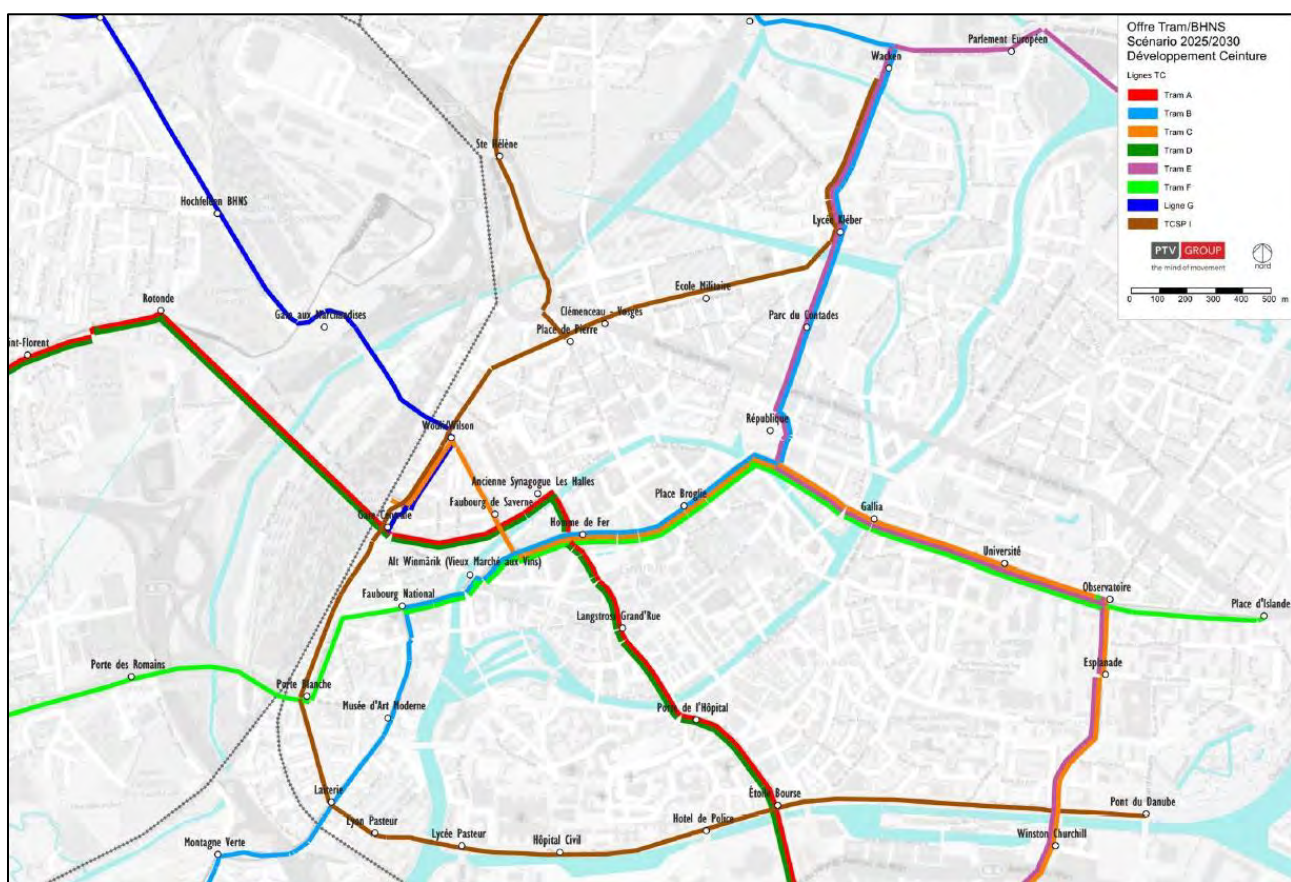 Offre Tram/BHNS
Scénario 2025/2030
Développement Ceinture
Lignes TC
Tram A
Tram B
Tram C
Tram D
Tram E
Tram F
Ligne G
TCSP I
PTV GROUP
the mind of movement
nord
0 100 200 300 400 500 m
Parlement Européen
Wacken
Ste Hélène
Hochfelden BHNS
Lycée Kléber
Ecole Militaire
Rotonde
Gare aux Marchandises
Clémenceau - Vosges
Place de Pierre
Parc du Contades
int-Florent
République
Wodli/Wilson
Ancienne Synagogue Les Halles
Faubourg de Saverne
Place Broglie
Gallia
Gare Centrale
Homme de Fer
Université
Alt Winmärik (Vieux Marché aux Vins)
Faubourg National
Observatoire
Place d'Islande
Langstross Grand'Rue
Porte des Romains
Esplanade
Porte Blanche
Musée d'Art Moderne
Porte de l'Hôpital
Laiterie
Étoile Bourse
Pont du Danube
Lyon Pasteur
Hotel de Police
Lycée Pasteur
Hôpital Civil
Winston Churchill
Montagne Verte